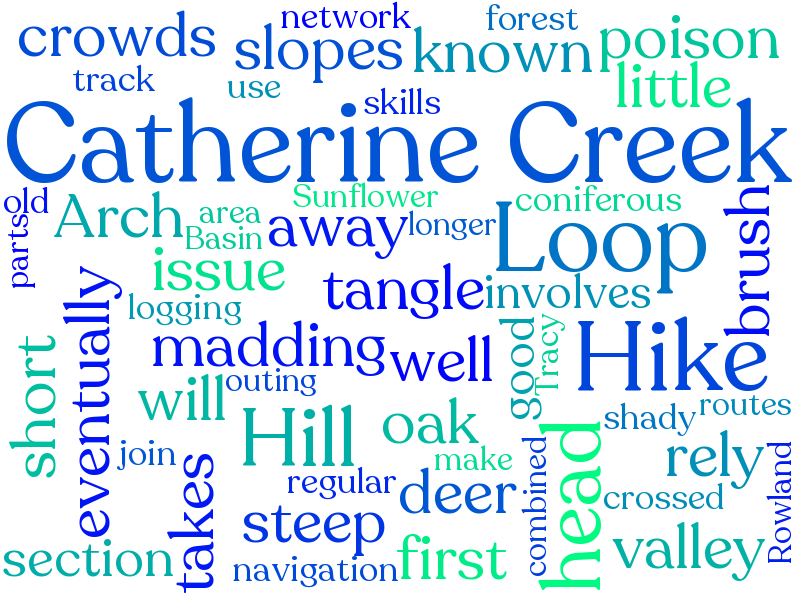 network
forest
crowds
slopes
known
poison
track
use
skills
little
Catherine Creek
old
parts
Arch
area
Basin
Sunflower
away
longer
coniferous
Loop
brush
issue
tangle
involves
logging
eventually
madding
well
good
Tracy
Hike
short
will
outing
Hill
oak
make
shady
routes
join
regular
deer
combined
head
crossed
rely
Rowland
takes
steep
section
navigation
first
valley